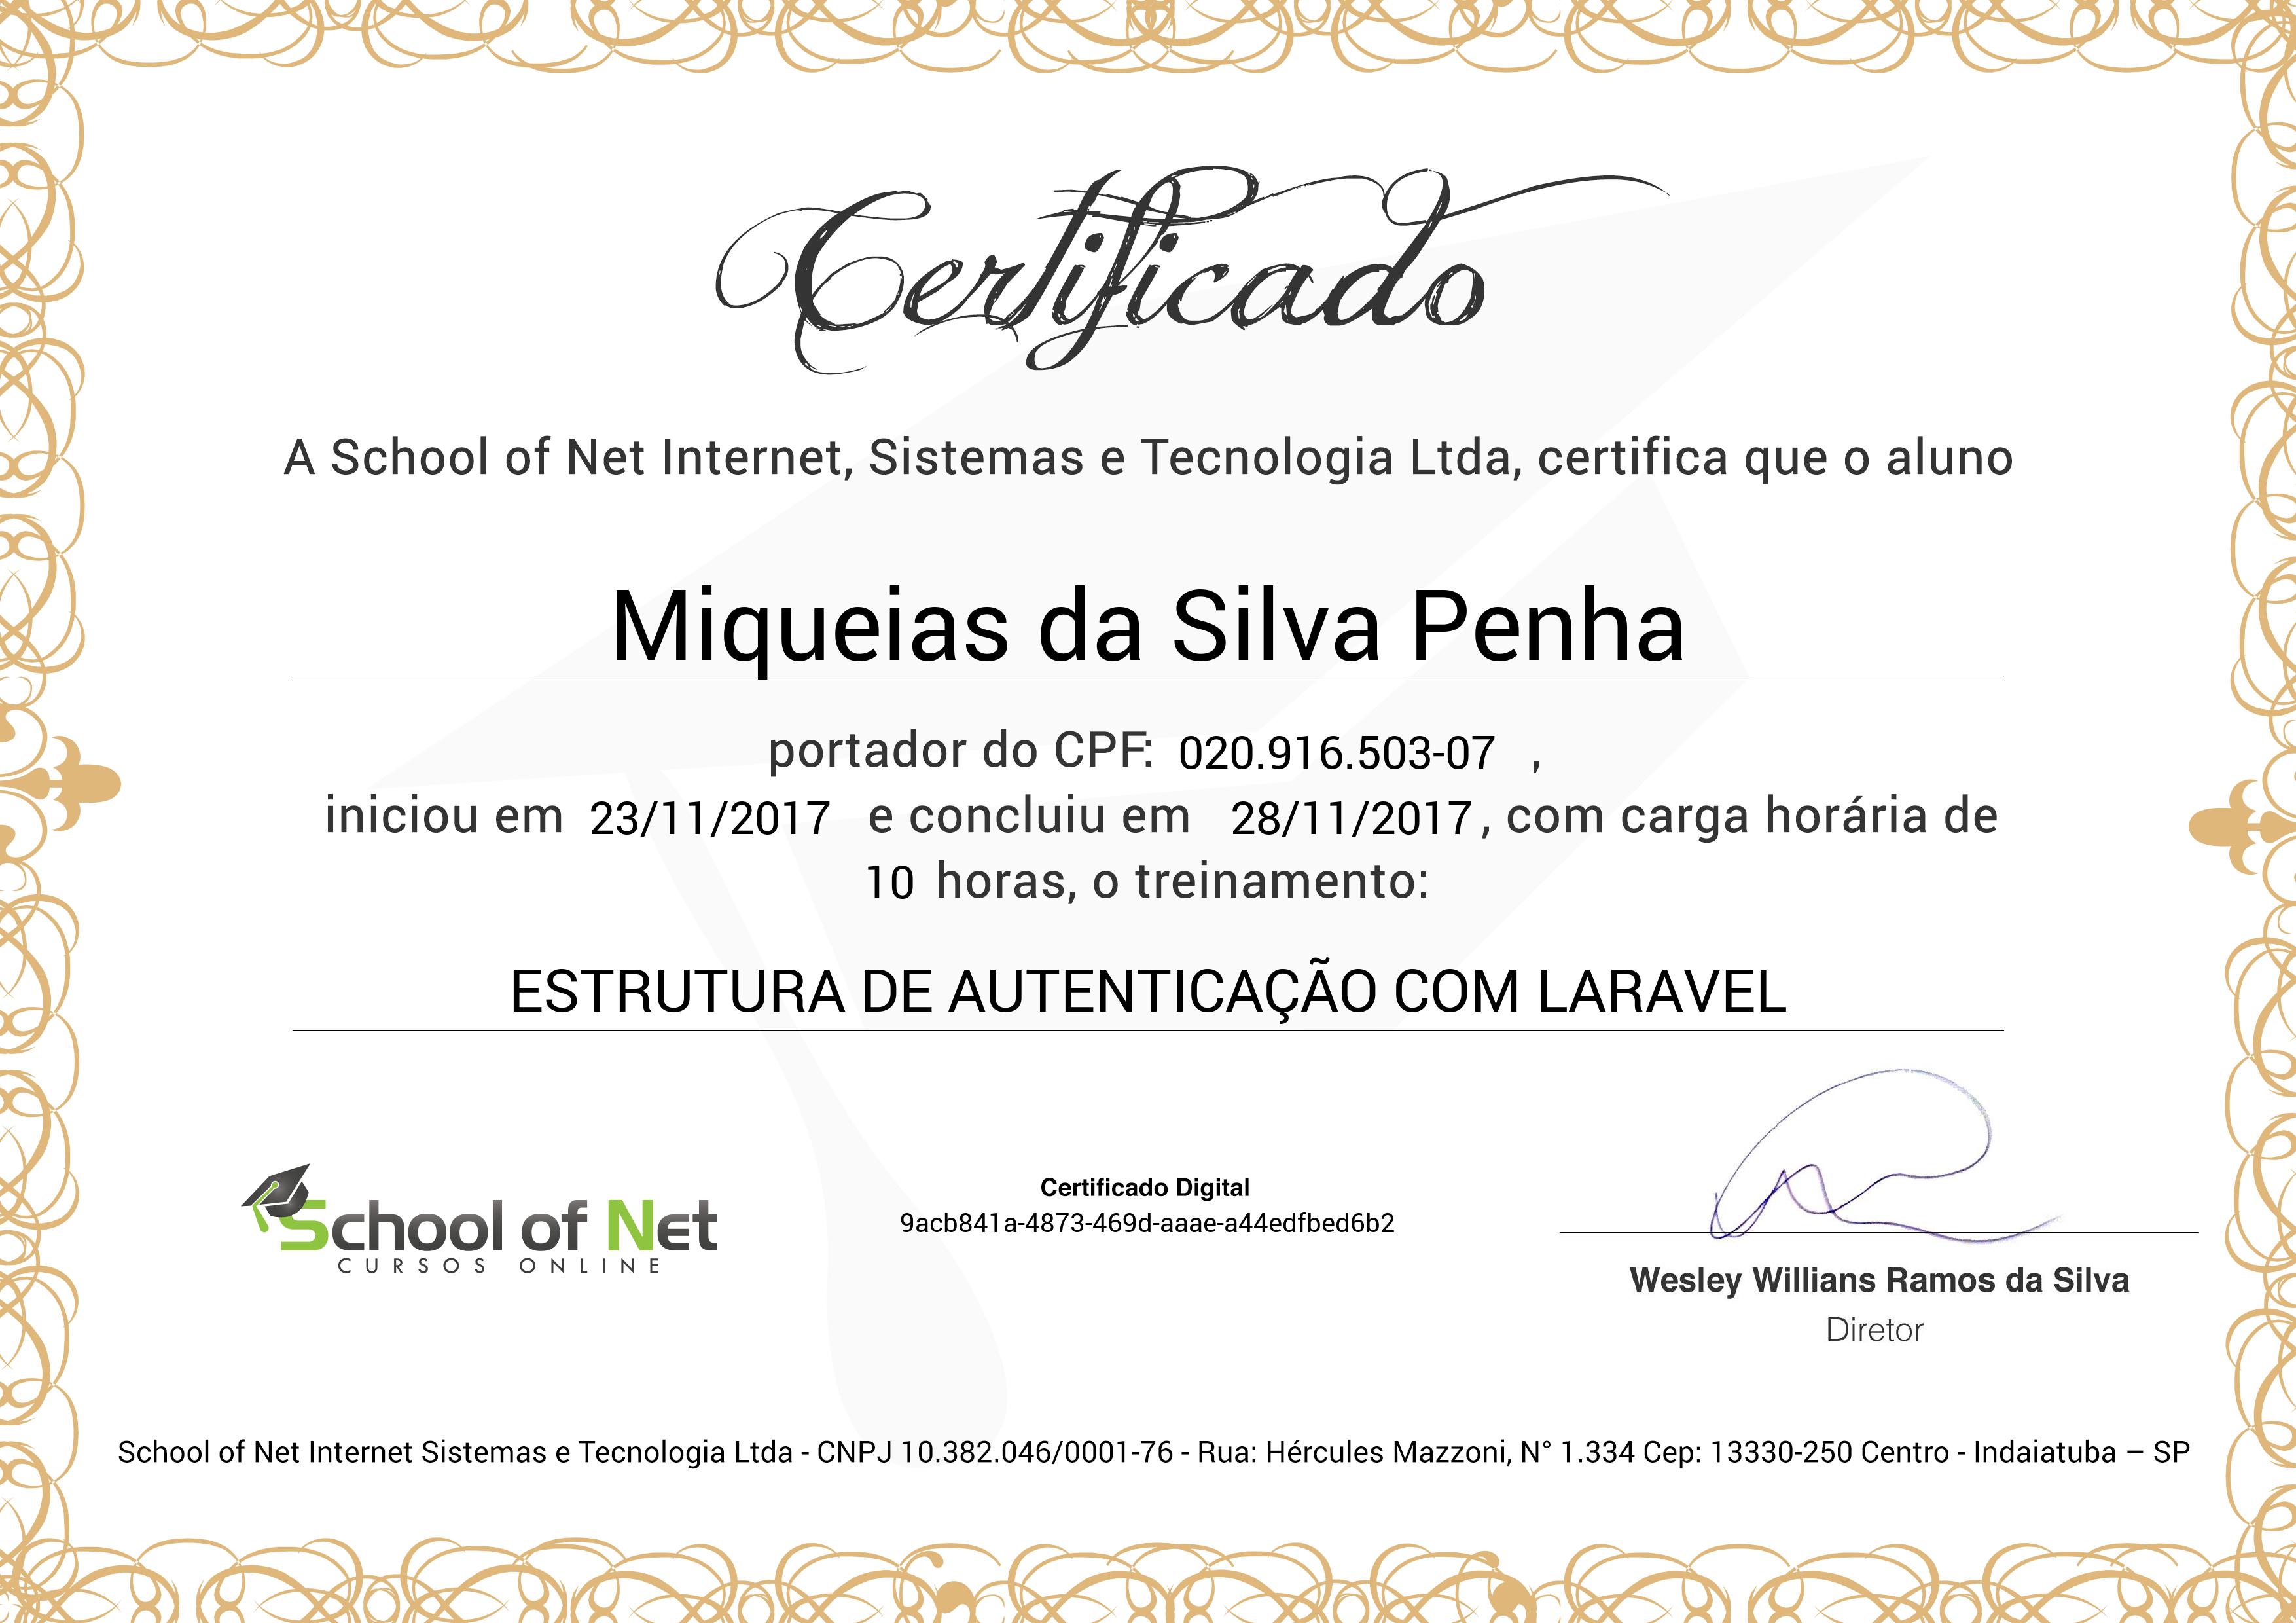 Certificado
A School of Net Internet, Sistemas e Tecnologia Ltda, certifica que o aluno
Miqueias da Silva Penha
portador do CPF: 020.916.503-07 ,
iniciou em 23/11/2017 e concluiu em 28/11/2017, com carga horária de
10 horas, o treinamento:
ESTRUTURA DE AUTENTICAÇÃO COM LARAVEL
School of Net
CURSOS ONLINE
Certificado Digital
9acb841a-4873-469d-aaae-a44edfbed6b2
Wesley Willians Ramos da Silva
Diretor
School of Net Internet Sistemas e Tecnologia Ltda - CNPJ 10.382.046/0001-76 - Rua: Hércules Mazzoni, N° 1.334 Cep: 13330-250 Centro - Indaiatuba – SP